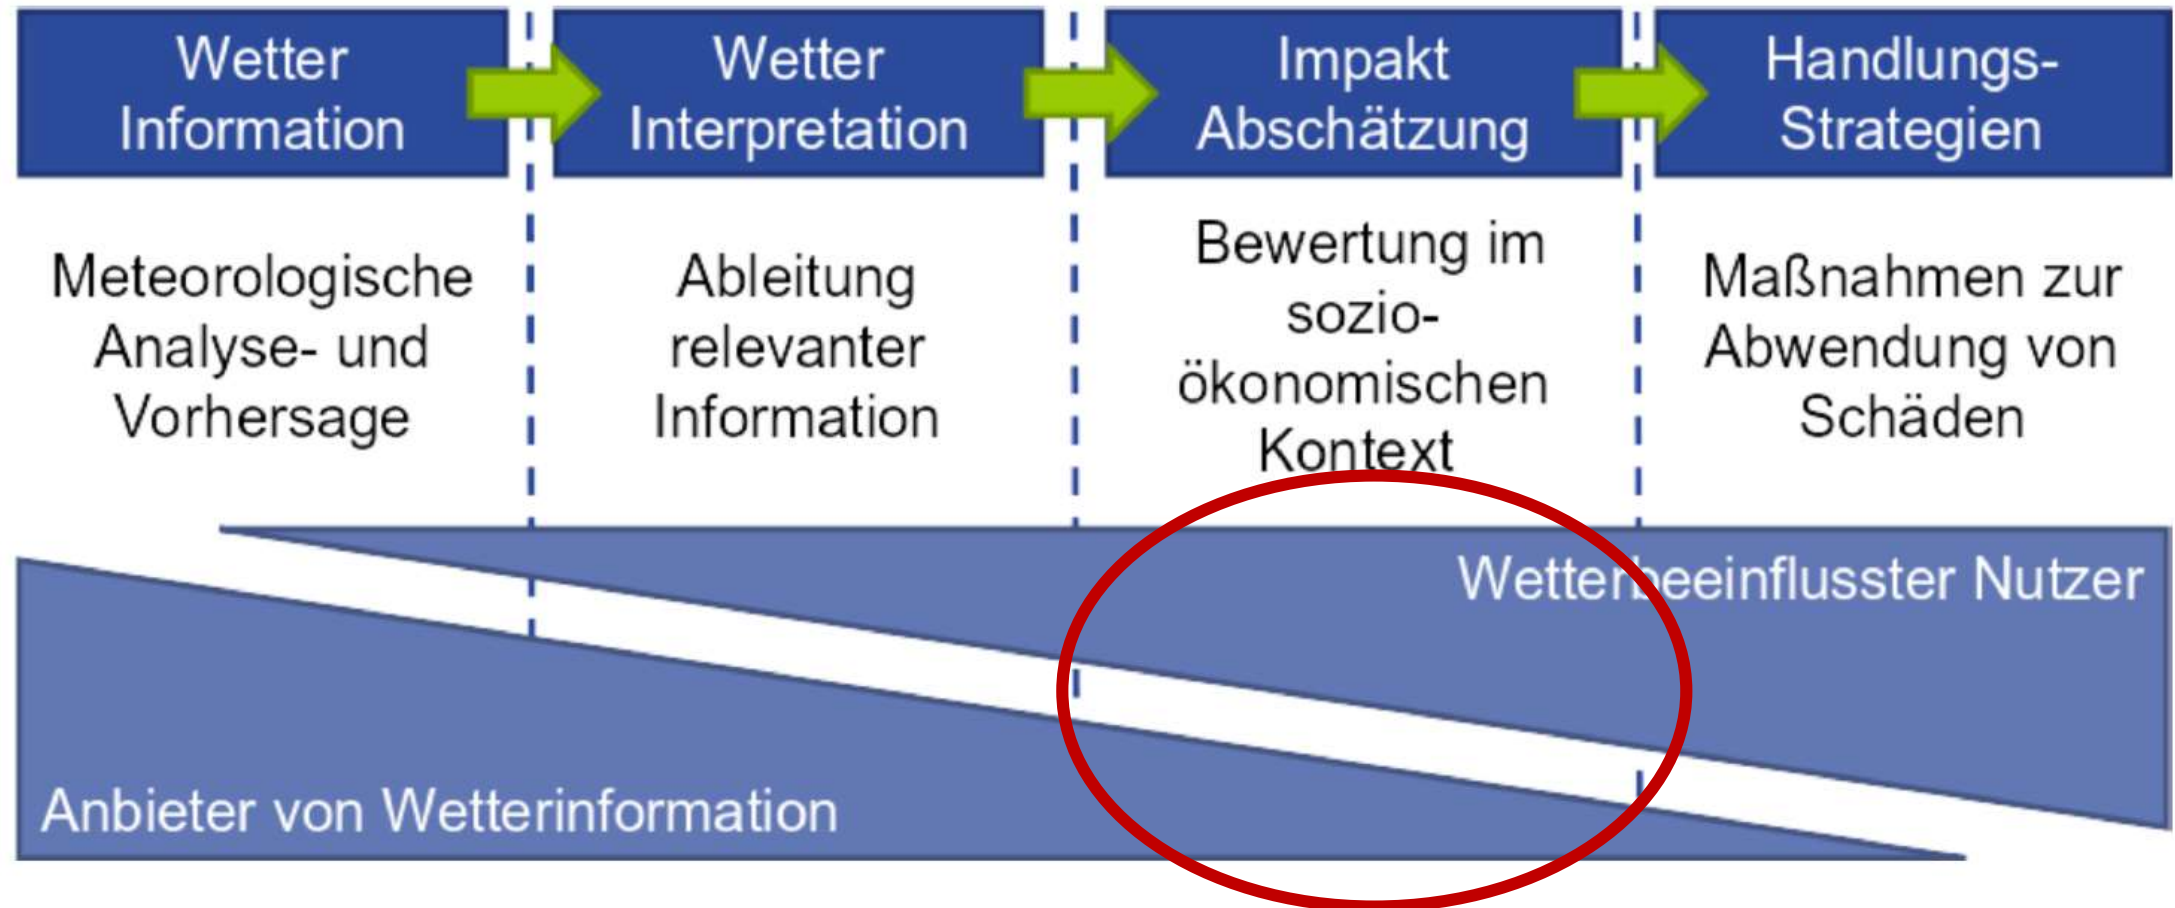 Wetter
Information
Wetter
Interpretation
Impakt
Abschätzung
Handlungs-
Strategien
Meteorologische
Analyse- und
Vorhersage
Ableitung
relevanter
Information
Bewertung im
sozio-
ökonomischen
Kontext
Maßnahmen zur
Abwendung von
Schäden
Wetterbeeinflusster Nutzer
Anbieter von Wetterinformation